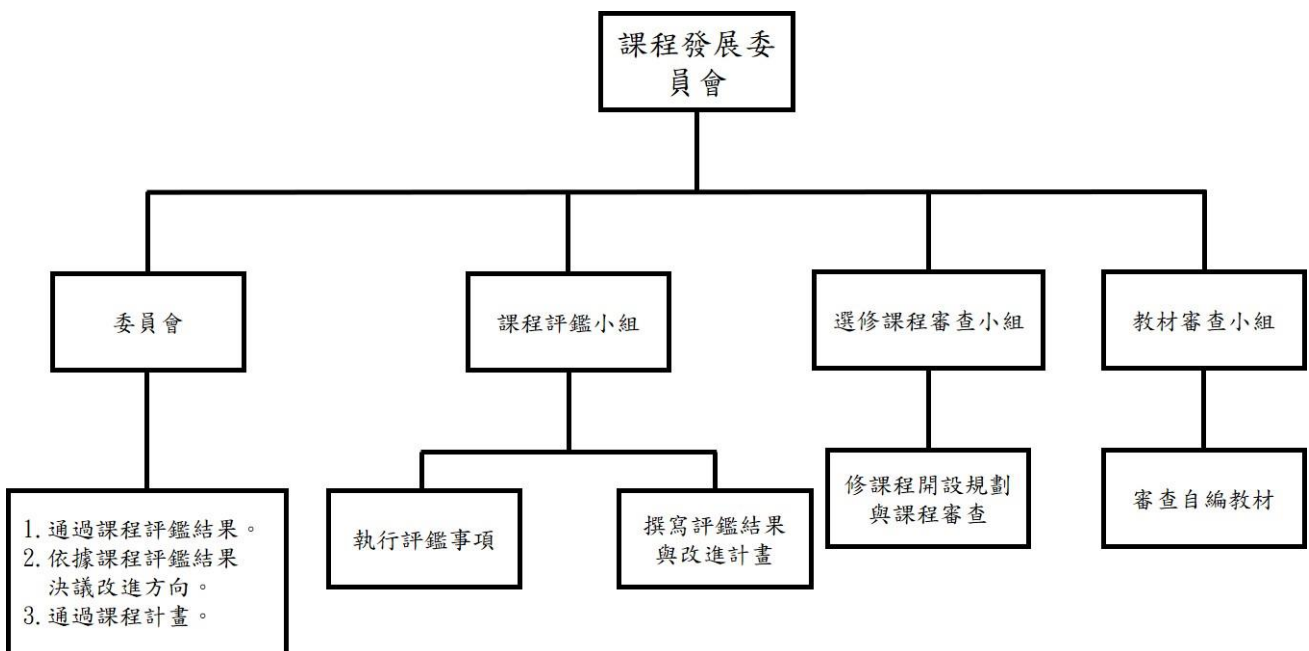 課程發展委
員會
委員會
課程評鑑小組
選修課程審查小組
教材審查小組
1. 通過課程評鑑結果。
2. 依據課程評鑑結果
決議改進方向。
3. 通過課程計畫。
執行評鑑事項
撰寫評鑑結果
與改進計畫
修課程開設規劃
與課程審查
審查自編教材